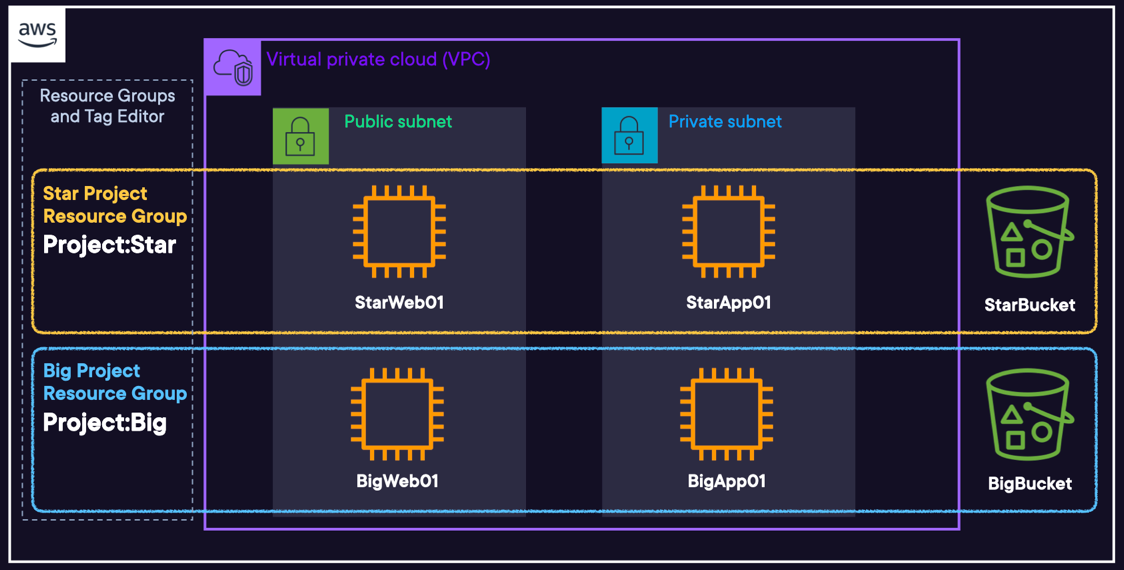 aws
Virtual private cloud (VPC)
Resource Groups
and Tag Editor
Public subnet
Private subnet
Star Project
Resource Group
Project:Star
StarWeb01
StarApp01
StarBucket
Big Project
Resource Group
Project:Big
BigWeb01
BigApp01
BigBucket